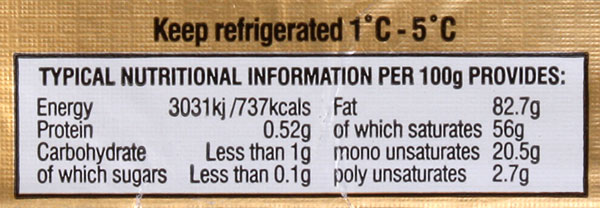 Keep refrigerated 1°C - 5°C
TYPICAL NUTRITIONAL INFORMATION PER 100g PROVIDES:
Energy 3031kj /737kcals Fat 82.7g
Protein 0.52g of which saturates 56g
Carbohydrate Less than 1g mono unsaturates 20.5g
of which sugars Less than 0.1g poly unsaturates 2.7g